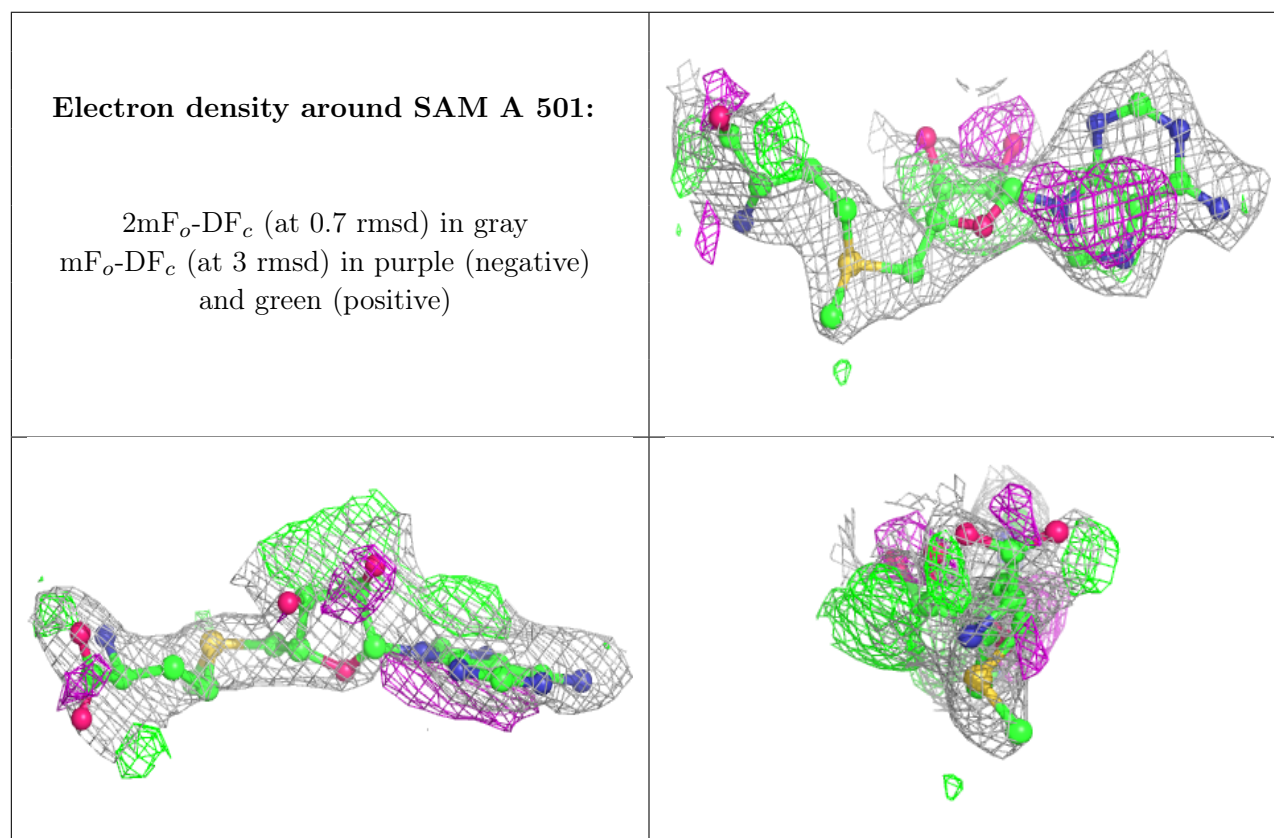 Electron density around SAM A 501:
2mFₒ-DF𝒸 (at 0.7 rmsd) in gray
mFₒ-DF𝒸 (at 3 rmsd) in purple (negative)
and green (positive)